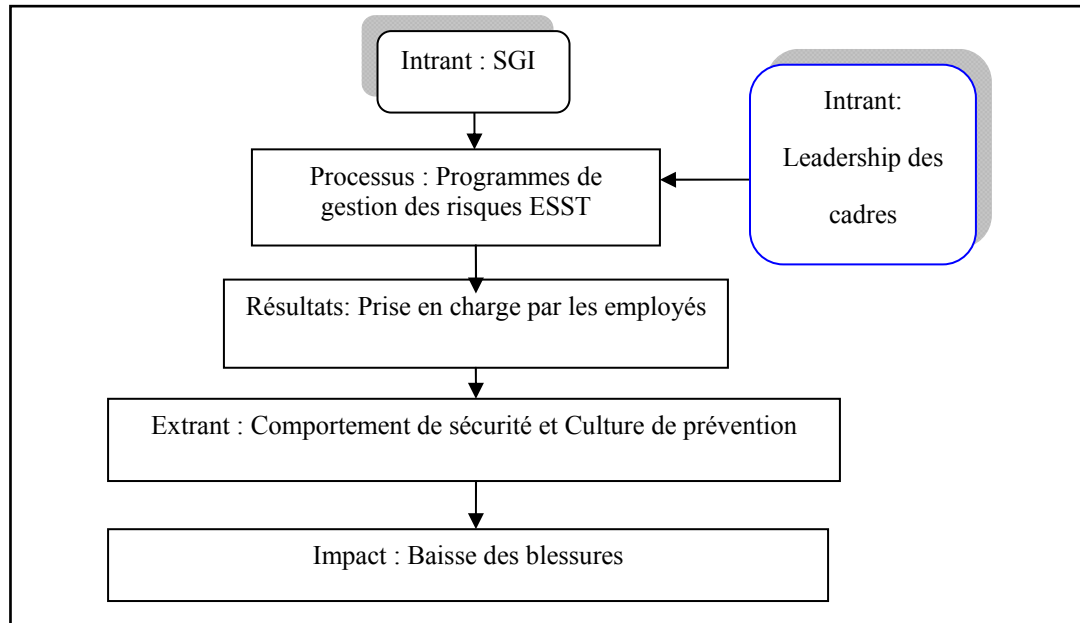 Intrant : SGI
Intrant:
Leadership des
cadres
Processus : Programmes de
gestion des risques ESST
Résultats: Prise en charge par les employés
Extrant : Comportement de sécurité et Culture de prévention
Impact : Baisse des blessures